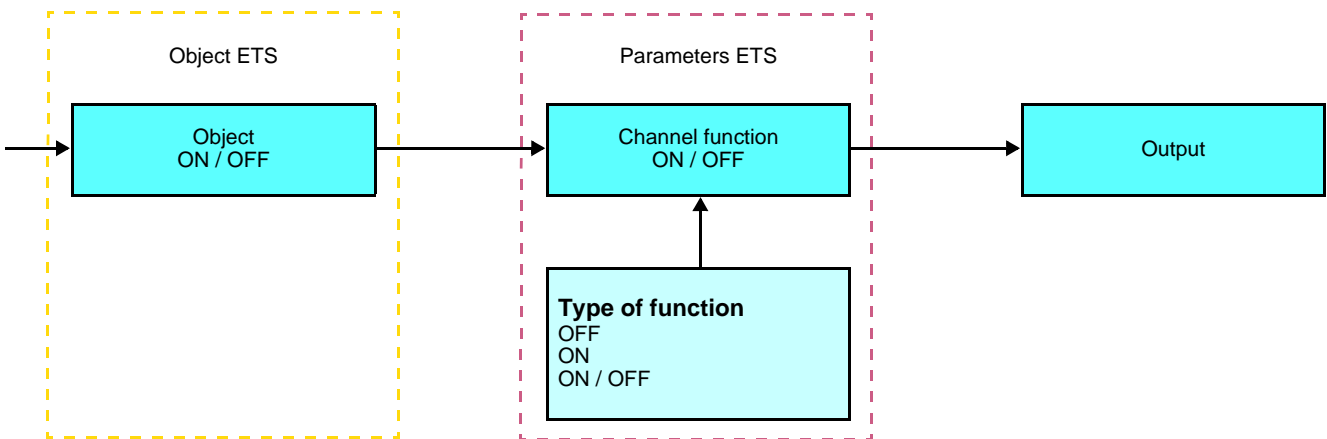 Object ETS
Parameters ETS
Object
ON / OFF
Channel function
ON / OFF
Output
Type of function
OFF
ON
ON / OFF